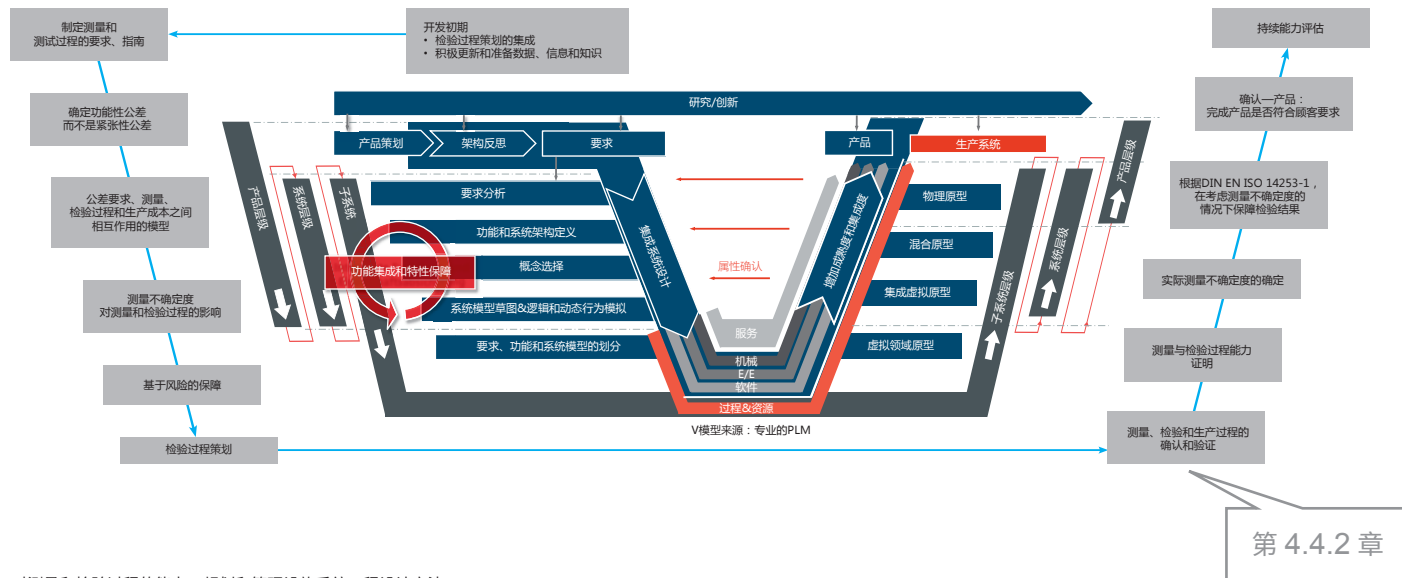 制定测量和
测试过程的要求、指南
开发初期
• 检验过程策划的集成
• 积极更新和准备数据、信息和知识
持续能力评估
确定功能性公差
而不是紧张性公差
公差要求、测量、
检验过程和生产成本之间
相互作用的模型
测量不确定度
对测量和检验过程的影响
基于风险的保障
检验过程策划
研究/创新
产品策划
架构反思
要求
产品
生产系统
产品层级
系统层级
子系统
要求分析
功能和系统架构定义
功能集成和特性保障
概念选择
系统模型草图&逻辑和动态行为模拟
要求、功能和系统模型的划分
集成系统设计
属性确认
服务
机械
E/E
软件
过程&资源
V模型来源：专业的PLM
增加成熟度和集成度
物理原型
混合原型
集成虚拟原型
虚拟领域原型
子系统层级
系统层级
产品层级
确认—产品：
完成产品是否符合顾客要求
根据DIN EN ISO 14253-1，
在考虑测量不确定度的
情况下保障检验结果
实际测量不确定度的确定
测量与检验过程能力
证明
测量、检验和生产过程的
确认和验证
第 4.4.2 章